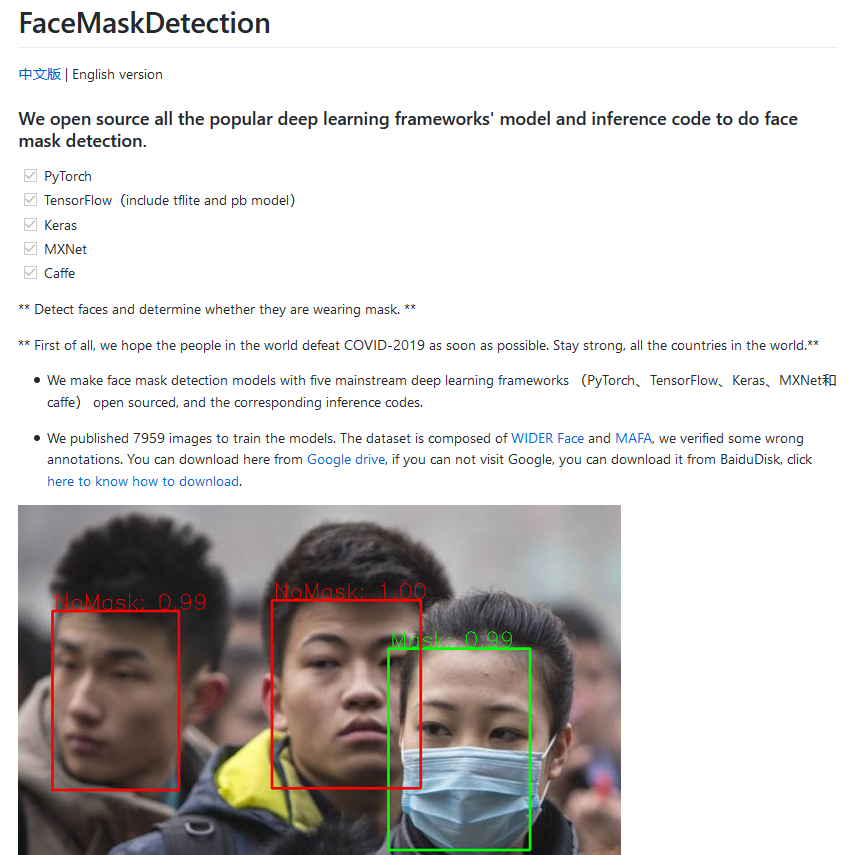 FaceMaskDetection
中文版 | English version
We open source all the popular deep learning frameworks' model and inference code to do face
mask detection.
PyTorch
TensorFlow（include tflite and pb model）
Keras
MXNet
Caffe
** Detect faces and determine whether they are wearing mask. **
** First of all, we hope the people in the world defeat COVID-2019 as soon as possible. Stay strong, all the countries in the world.**
We make face mask detection models with five mainstream deep learning frameworks （PyTorch、TensorFlow、Keras、MXNet和
caffe） open sourced, and the corresponding inference codes.
We published 7959 images to train the models. The dataset is composed of WIDER Face and MAFA, we verified some wrong
annotations. You can download here from Google drive, if you can not visit Google, you can download it from BaiduDisk, click
here to know how to download.
NoMask: 0.99
NoMask: 1.00
Mask: 0.99